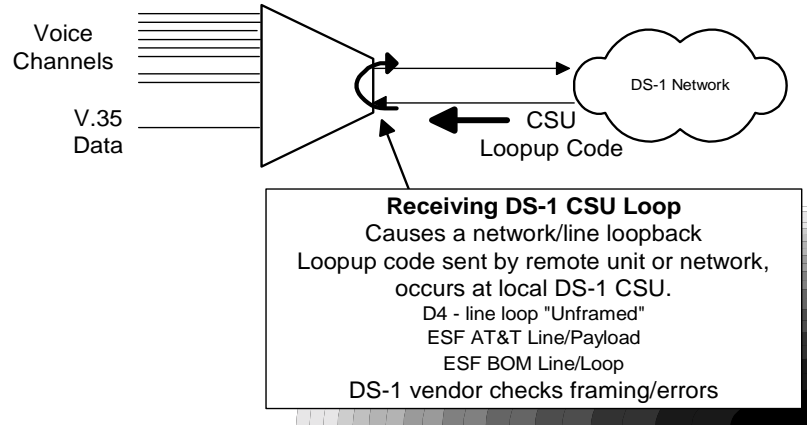 Voice
Channels
V.35
Data
DS-1 Network
CSU
Loopup Code
Receiving DS-1 CSU Loop
Causes a network/line loopback
Loopup code sent by remote unit or network,
occurs at local DS-1 CSU.
D4 - line loop "Unframed"
ESF AT&T Line/Payload
ESF BOM Line/Loop
DS-1 vendor checks framing/errors